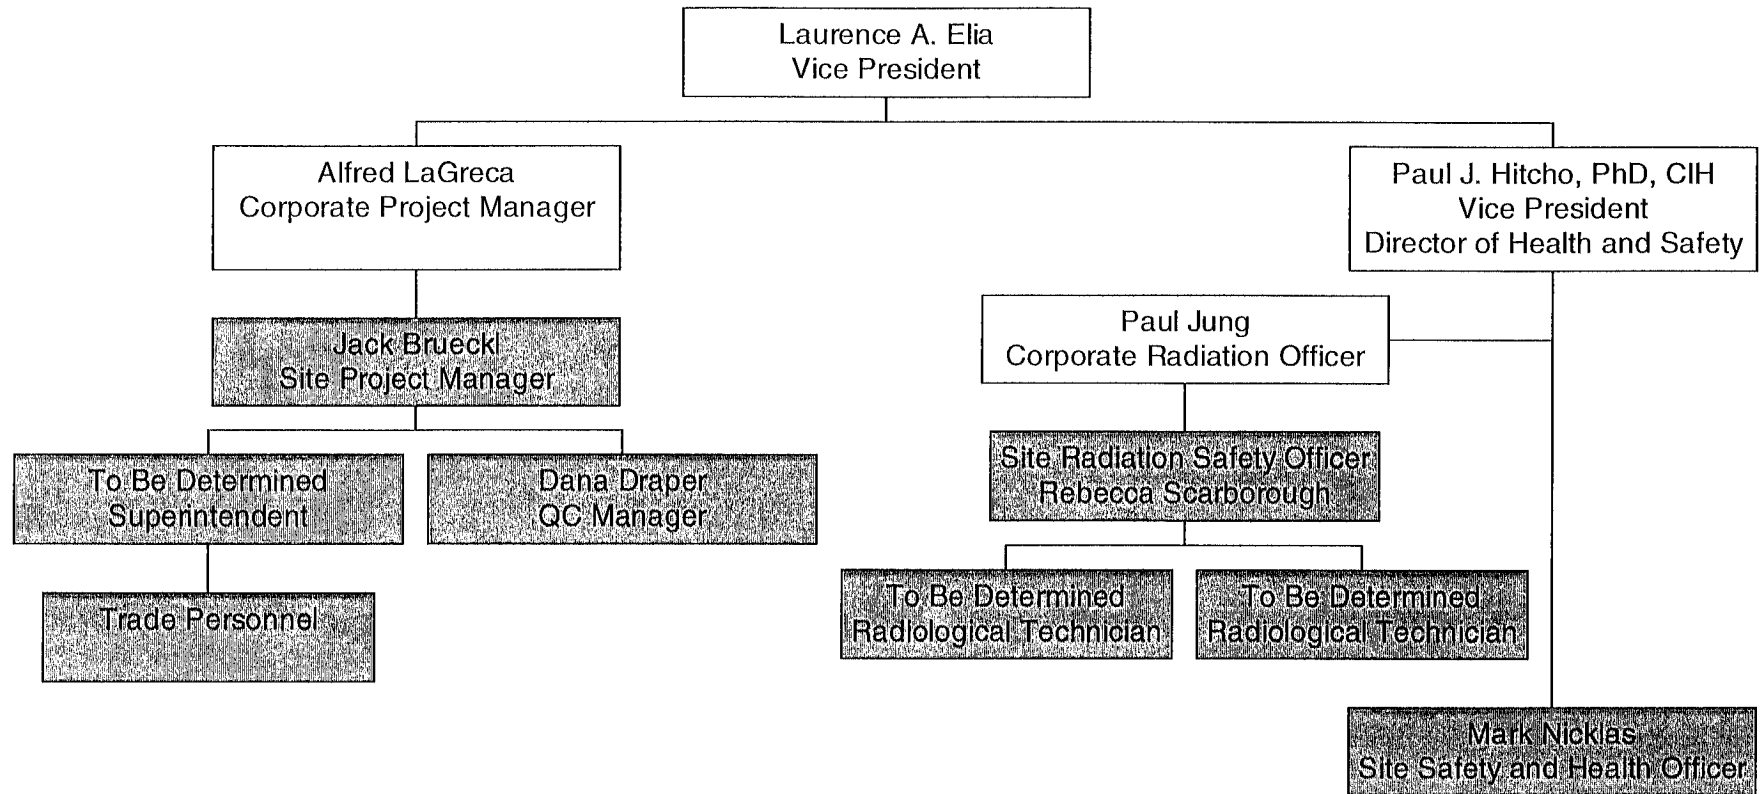 Laurence A. Elia
Vice President
Alfred LaGreca
Corporate Project Manager
Paul J. Hitcho, PhD, CIH
Vice President
Director of Health and Safety
Paul Jung
Corporate Radiation Officer
Jack Brueckl
Site Project Manager
To Be Determined
Superintendent
Dana Draper
QC Manager
Site Radiation Safety Officer
Rebecca Scarborough
Trade Personnel
To Be Determined
Radiological Technician
To Be Determined
Radiological Technician
Mark Nicklas
Site Safety and Health Officer